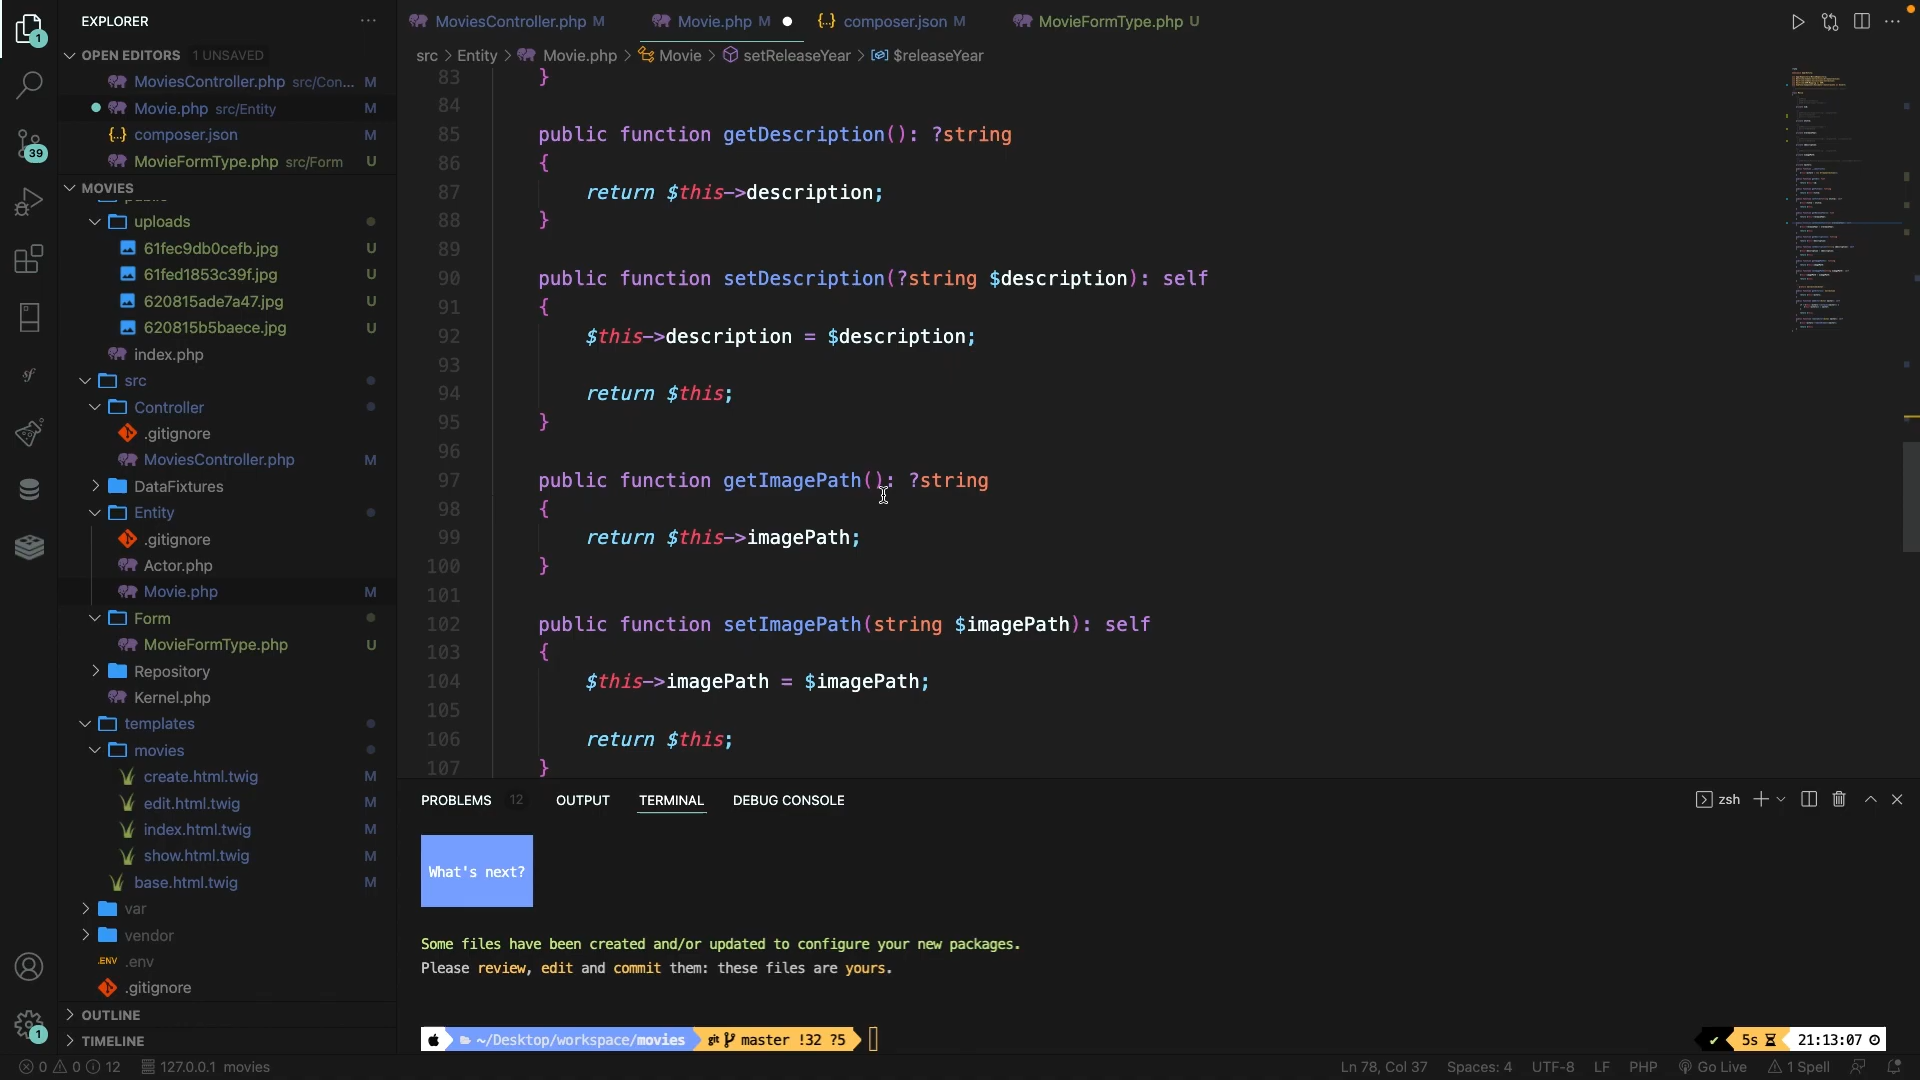 EXPLORER
MoviesController.php M
Movie.php M
composer.json M
MovieFormType.php U
OPEN EDITORS 1 UNSAVED
src > Entity > Movie.php > Movie > setReleaseYear > $releaseYear
MoviesController.php src/Con... M
Movie.php src/Entity M
composer.json M
MovieFormType.php src/Form U
MOVIES
uploads
61fec9db0cefb.jpg U
61fed1853c39f.jpg U
620815ade7a47.jpg U
620815b5baece.jpg U
index.php
src
Controller
.gitignore
MoviesController.php M
DataFixtures
Entity
.gitignore
Actor.php
Movie.php M
Form
MovieFormType.php U
Repository
Kernel.php
templates
movies
create.html.twig M
edit.html.twig M
index.html.twig M
show.html.twig M
base.html.twig M
var
vendor
.ENV .env
.gitignore
OUTLINE
TIMELINE
1
39
1
83 }
84
85 public function getDescription(): ?string
86 {
87 return $this->description;
88 }
89
90 public function setDescription(?string $description): self
91 {
92 $this->description = $description;
93
94 return $this;
95 }
96
97 public function getImagePath(): ?string
98 {
99 return $this->imagePath;
100 }
101
102 public function setImagePath(string $imagePath): self
103 {
104 $this->imagePath = $imagePath;
105
106 return $this;
107 }
PROBLEMS 12 OUTPUT TERMINAL DEBUG CONSOLE
zsh
What's next?
Some files have been created and/or updated to configure your new packages.
Please review, edit and commit them: these files are yours.
~/Desktop/workspace/movies git master !32 ?5
5s 21:13:07
0 0 12 127.0.0.1 movies
Ln 78, Col 37 Spaces: 4 UTF-8 LF PHP Go Live 1 Spell